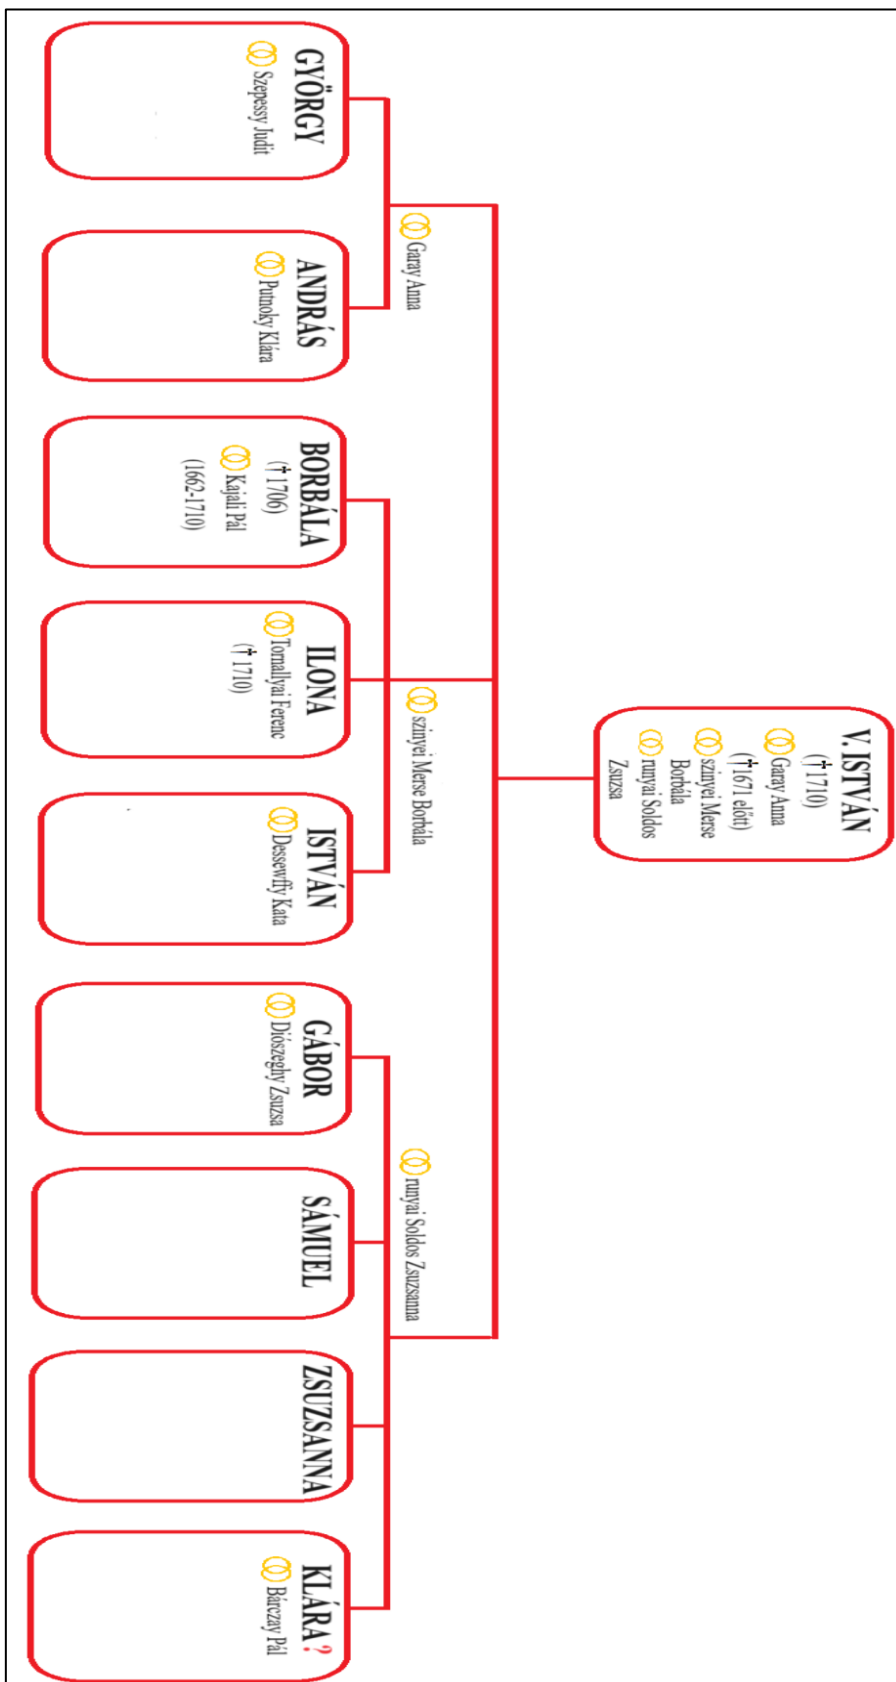 V. ISTVÁN
(†1710)
Garay Anna
(†1671 előtt)
szinyei Merse
Borbála
runyai Soldos
Zsuzsa
Garay Anna
szinyei Merse Borbála
runyai Soldos Zsuzsanna
GYÖRGY
Szepessy Judit
ANDRÁS
Putnoky Klára
BORBÁLA
(†1706)
Kajali Pál
(1662-1710)
ILONA
Tornallyai Ferenc
(†1710)
ISTVÁN
Dessewffy Kata
GÁBOR
Diószeghy Zsuzsa
SÁMUEL
ZSUZSANNA
KLÁRA?
Bárczay Pál